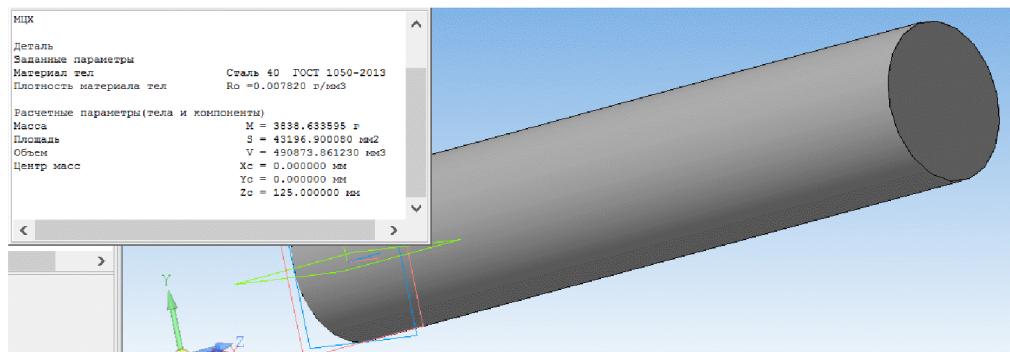 МЦХ
Деталь
Заданные параметры
Материал тел Сталь 40 ГОСТ 1050-2013
Плотность материала тел Ro =0.007820 г/мм3
Расчетные параметры(тела и компоненты)
Масса M = 3838.633595 г
Площадь S = 43196.900080 мм2
Объем V = 490873.861230 мм3
Центр масс Xc = 0.000000 мм
Yc = 0.000000 мм
Zc = 125.000000 мм
Y
Z